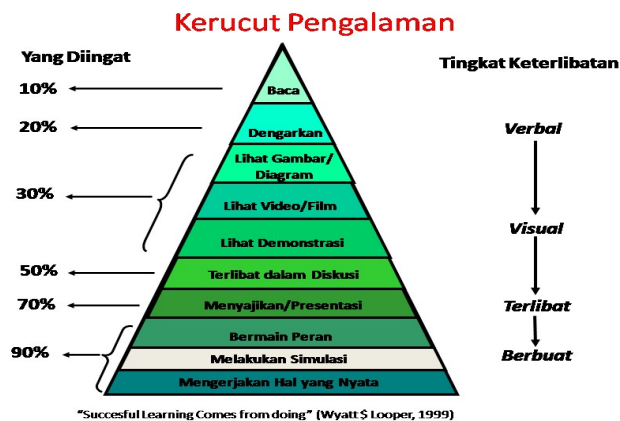 Kerucut Pengalaman
Yang Diingat
Tingkat Keterlibatan
10%
Baca
20%
Dengarkan
Verbal
Lihat Gambar/
Diagram
30%
Lihat Video/Film
Visual
Lihat Demonstrasi
50%
Terlibat dalam Diskusi
70%
Menyajikan/Presentasi
Terlibat
Bermain Peran
90%
Melakukan Simulasi
Berbuat
Mengerjakan Hal yang Nyata
“Succesful Learning Comes from doing” (Wyatt $ Looper, 1999)